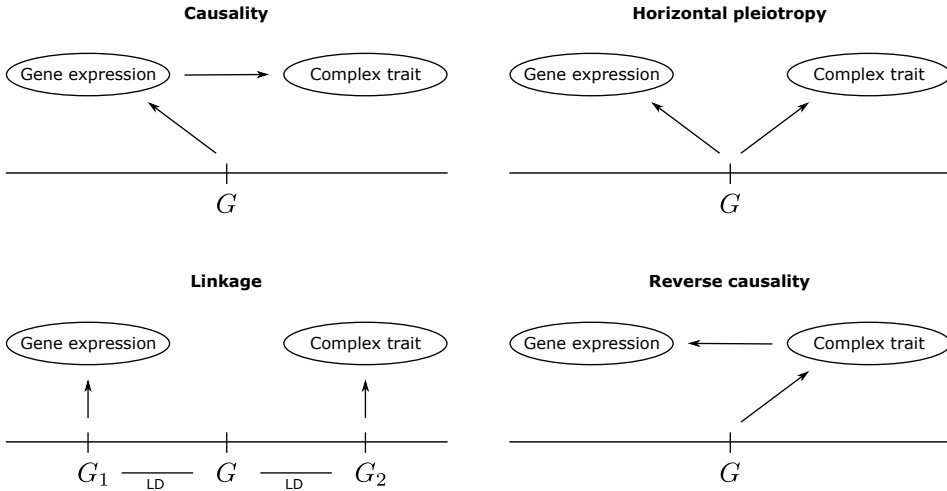 Causality
Gene expression
Complex trait
G
Horizontal pleiotropy
Gene expression
Complex trait
G
Linkage
Gene expression
Complex trait
G1 LD G LD G2
Reverse causality
Gene expression
Complex trait
G